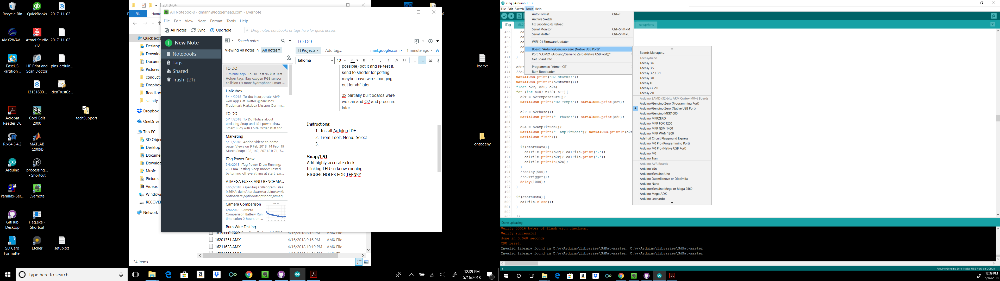 Recycle Bin
QuickBooks
2017-11-02...
AMX2WAV...
Atmel Studio
7.0
2017-11-02...
EaseUS
Partition ...
HP Print and
Scan Doctor
pins_arduin...
13131600....
idenTrustCe...
Acrobat
Reader DC
Cool Edit
2000
techSupport
R x64 3.4.2
MATLAB
R2009b
Arduino
processing....
- Shortcut
Parallax-Ser...
Evernote
GitHub
Desktop
iTag.exe -
Shortcut
SD Card
Formatter
Etcher
setup.txt
2018-04
File
Home
Quick acce
Desktop
Downloa
Documen
Pictures
conducti
Dropbox
ReadLoo
salinity
Dropbox
OneDrive
This PC
3D Objec
Desktop
Documen
Downloa
Music
Pictures
Videos
Windows
RECOVER
Network
34 items
16191112.AMX 4/16/2018 8:13 PM AMX File
16201351.AMX 4/16/2018 9:16 PM AMX File
16211628.AMX 4/16/2018 10:19 PM AMX File
All Notebooks - dmann@loggerhead.com - Evernote
File Edit View Note Format Tools Help
All Notes Sync Upgrade Drag notes, notebooks or tags here for quick access
New Note
Notebooks
Tags
Shared
Trash (21)
Search notes
Viewing 40 notes in All notes
TO DO
1 minute ago To Do Test 96 kHz Test
Holger tags iTag oxygen RGB sensor
collision Fix mote hydrophone Smart ...
Haikubox
5/14/2018 To do: Incorporate MVP
web app Get Twitter @haikubox
Trademark Haikubox Mission Our mis...
TO DO
5/14/2018 To Do Notice about
updating Snap and LS1 power draw
Smart Buoy with LoRa Order stuff for ...
Marketing
5/11/2018 Added videos to home
page: Views on 9 Feb 2018, 14 Feb, 19
March Snap: 128, 142, 207 LS1: 71, 7...
iTag Power Draw
5/8/2018 iTag Power Draw Running:
28.3 mA Testing Sleep mode: Tested
by turning off everything at start, exc...
ATMEGA FUSES AND BENCHMA...
4/27/2018 OpenTag C:\Program Files
(x86)\Arduino\hardware\arduino\avr\b
ootloaders\optiboot\optiboot_atmeg...
Camera Comparison
4/6/2018 Camera
Comparison Battery Run
time color: 2 hours on ...
Burn Wire Testing
TO DO
Projects Add tag... mail.google.com 1 minute ago
Tahoma 10 a B I U T
possible) pot it and re-test it.
send to shorter for potting.
maybe leave wires hanging
out for vhf later
3x partially built boards were
we can and O2 and pressure
later
Instructions:
1. Install Arduino IDE
2. From Tools Menu: Select
3.
Snap/LS1
Add highly accurate clock
blinking LED so know running
BIGGER HOLES FOR TEENSY
log.txt
ontogeny
Type here to search
12:39 PM
5/16/2018
iTag | Arduino 1.8.3
File Edit Sketch Tools Help
iTag
setupMenu
Auto Format Ctrl+T
Archive Sketch
Fix Encoding & Reload
Serial Monitor Ctrl+Shift+M
Serial Plotter Ctrl+Shift+L
WiFi101 Firmware Updater
Board: "Arduino/Genuino Zero (Native USB Port)"
Port: "COM21 (Arduino/Genuino Zero (Native USB Port))"
Get Board Info
Programmer: "Atmel-ICE"
Burn Bootloader
Boards Manager...
Teensyduino
Teensy 3.6
Teensy 3.5
Teensy 3.2 / 3.1
Teensy 3.0
Teensy LC
Teensy++ 2.0
Teensy 2.0
Arduino SAMD (32-bits ARM Cortex-M0+) Boards
Arduino/Genuino Zero (Programming Port)
Arduino/Genuino Zero (Native USB Port)
Arduino/Genuino MKR1000
Arduino MKRZERO
Arduino MKR FOX 1200
Arduino MKR GSM 1400
Arduino MKR WAN 1300
Adafruit Circuit Playground Express
Arduino M0 Pro (Programming Port)
Arduino M0 Pro (Native USB Port)
Arduino M0
Arduino Tian
Arduino AVR Boards
Arduino Yún
Arduino/Genuino Uno
Arduino Duemilanove or Diecimila
Arduino Nano
Arduino/Genuino Mega or Mega 2560
Arduino Mega ADK
Arduino Leonardo
466 ca
467 ca
468 ca
469 ca
470 ca
471 }
472
473 o2Sr
474 //o2
475 SerialUSB.print("O2 status:");
476 SerialUSB.println(o2Status());
477 float o2T, o2P, o2A;
478 for (int n=0; n<60; n++){
479 o2T = o2Temperature();
480 SerialUSB.print("O2 Temp:"); SerialUSB.print(o2T);
481
482 o2P = o2Phase();
483 SerialUSB.print(" Phase:"); SerialUSB.print(o2P);
484
485 o2A = o2Amplitude();
486 SerialUSB.print(" Amplitude:"); SerialUSB.println(o2A
487 SerialUSB.flush();
488
489 if(storeData){
490 calFile.print(o2T); calFile.print(',');
491 calFile.print(o2P); calFile.print(',');
492 calFile.println(o2A);
493 }
494 //delay(500);
495 //o2Trigger();
496 delay(1000);
497 }
498
499 if(storeData){
500 calFile.close();
501 }
502
Done uploading.
Verify 50016 bytes of flash with checksum.
Verify successful
done in 0.048 seconds
CPU reset.
Invalid library found in C:\w\Arduino\libraries\SdFat-master: C:\w\Arduino\libraries\SdFat-master
Invalid library found in C:\w\Arduino\libraries\SdFat-master: C:\w\Arduino\libraries\SdFat-master
1
Arduino/Genuino Zero (Native USB Port) on COM21
12:39 PM
5/16/2018